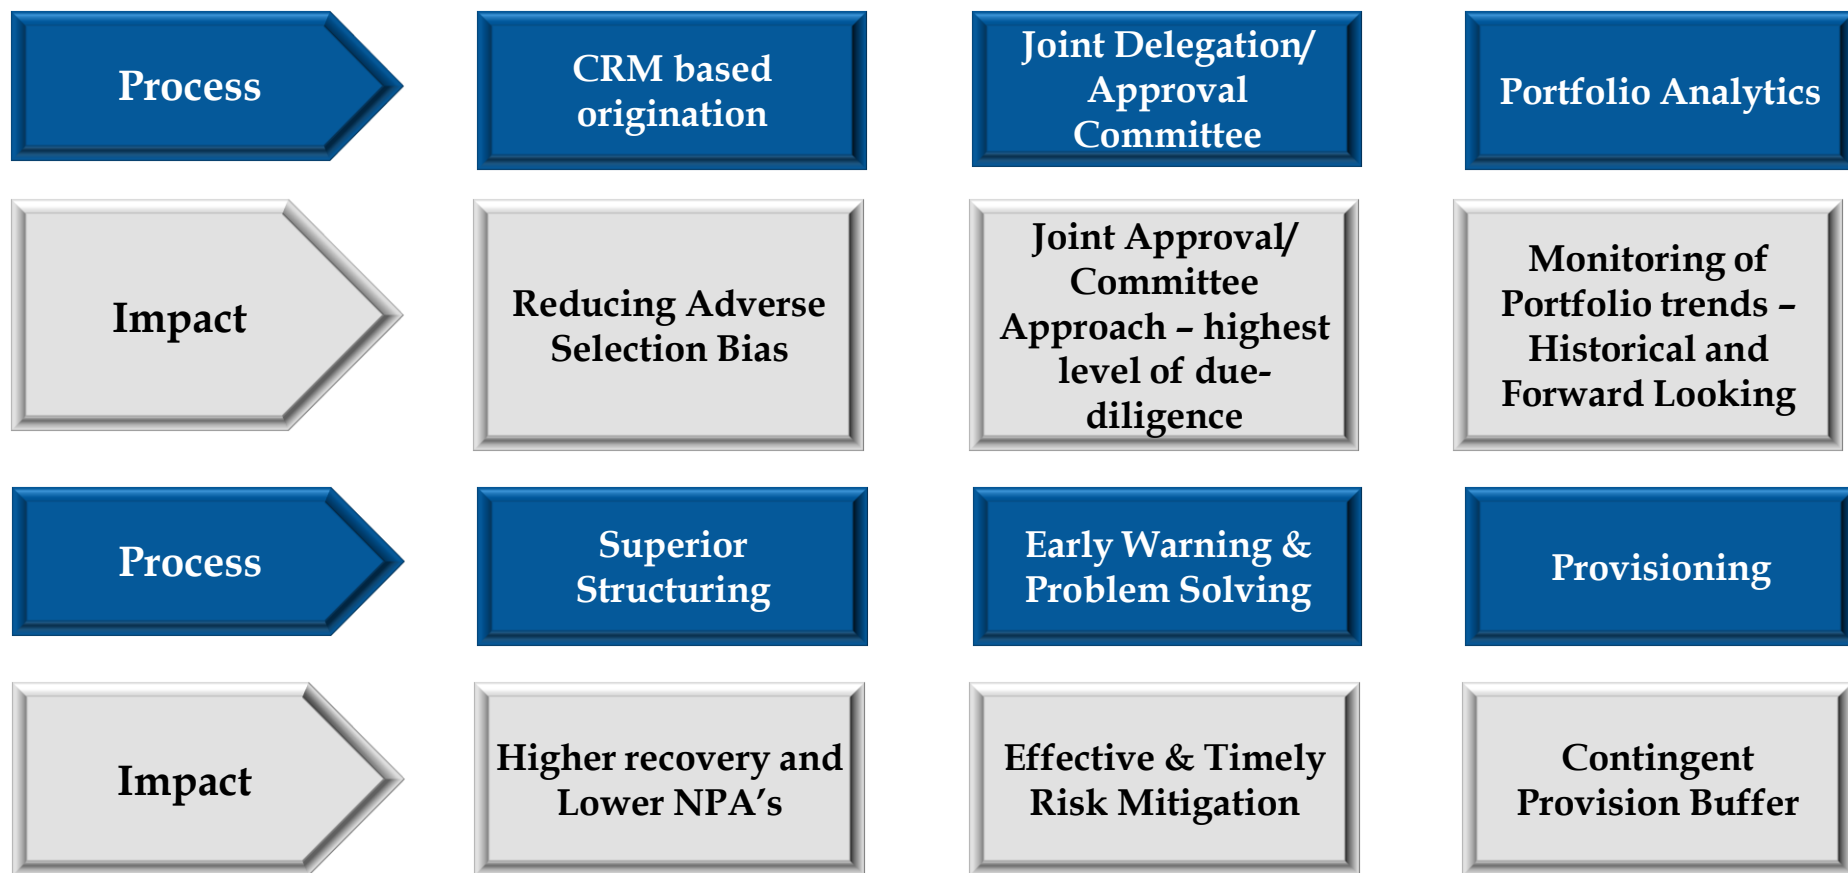 Process
CRM based
origination
Joint Delegation/
Approval
Committee
Portfolio Analytics
Impact
Reducing Adverse
Selection Bias
Joint Approval/
Committee
Approach – highest
level of due-
diligence
Monitoring of
Portfolio trends –
Historical and
Forward Looking
Process
Superior
Structuring
Early Warning &
Problem Solving
Provisioning
Impact
Higher recovery and
Lower NPA’s
Effective & Timely
Risk Mitigation
Contingent
Provision Buffer